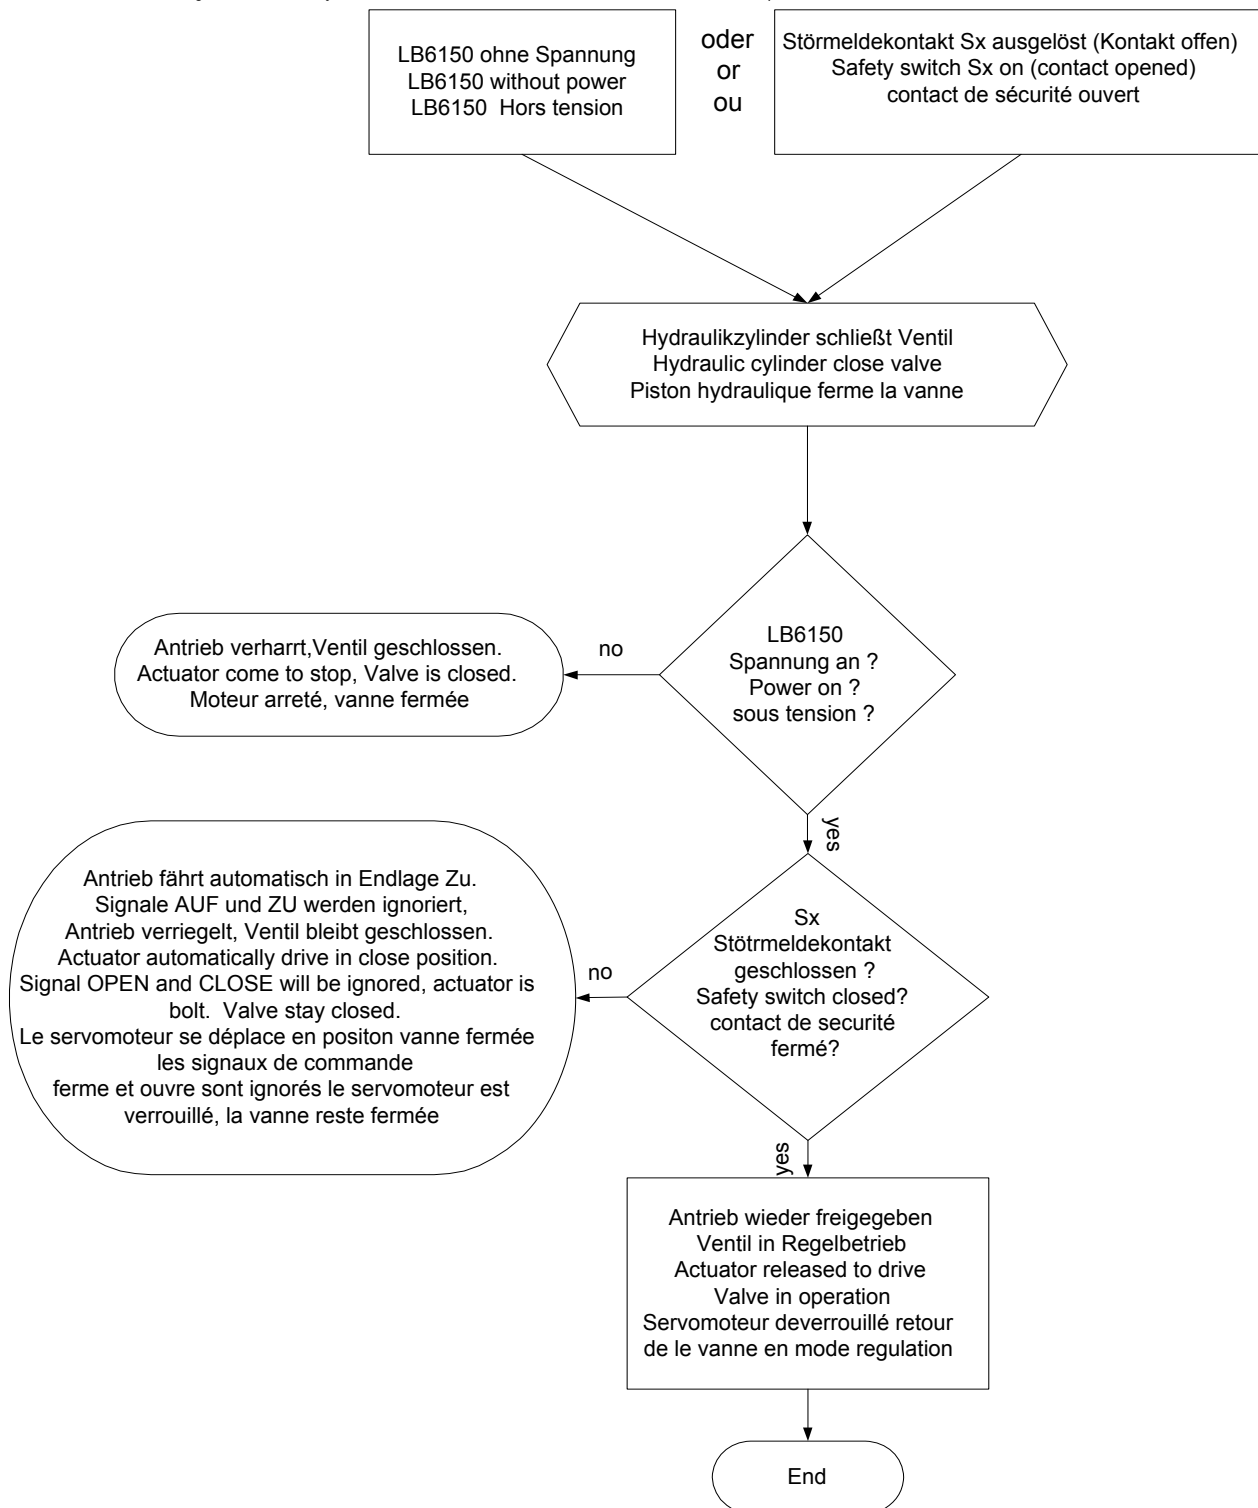 LB6150 ohne Spannung
LB6150 without power
LB6150 Hors tension
oder
or
ou
Störmeldekontakt Sx ausgelöst (Kontakt offen)
Safety switch Sx on (contact opened)
contact de sécurité ouvert
Hydraulikzylinder schließt Ventil
Hydraulic cylinder close valve
Piston hydraulique ferme la vanne
LB6150
Spannung an ?
Power on ?
sous tension ?
no
Antrieb verharrt,Ventil geschlossen.
Actuator come to stop, Valve is closed.
Moteur arreté, vanne fermée
yes
Sx
Stötrmeldekontakt
geschlossen ?
Safety switch closed?
contact de securité
fermé?
no
Antrieb fährt automatisch in Endlage Zu.
Signale AUF und ZU werden ignoriert,
Antrieb verriegelt, Ventil bleibt geschlossen.
Actuator automatically drive in close position.
Signal OPEN and CLOSE will be ignored, actuator is
bolt. Valve stay closed.
Le servomoteur se déplace en positon vanne fermée
les signaux de commande
ferme et ouvre sont ignorés le servomoteur est
verrouillé, la vanne reste fermée
yes
Antrieb wieder freigegeben
Ventil in Regelbetrieb
Actuator released to drive
Valve in operation
Servomoteur deverrouillé retour
de le vanne en mode regulation
End